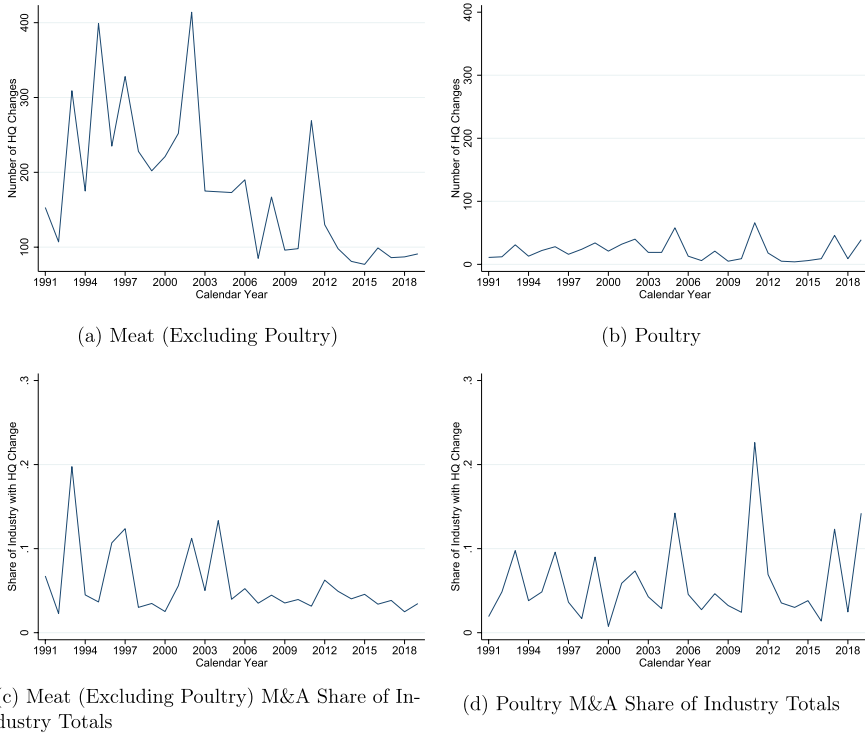 Number of HQ Changes
400
300
200
100
1991 1994 1997 2000 2003 2006 2009 2012 2015 2018
Calendar Year
(a) Meat (Excluding Poultry)
Number of HQ Changes
400
300
200
100
0
1991 1994 1997 2000 2003 2006 2009 2012 2015 2018
Calendar Year
(b) Poultry
Share of Industry with HQ Change
.3
.2
.1
0
1991 1994 1997 2000 2003 2006 2009 2012 2015 2018
Calendar Year
(c) Meat (Excluding Poultry) M&A Share of In-
dustry Totals
Share of Industry with HQ Change
.3
.2
.1
0
1991 1994 1997 2000 2003 2006 2009 2012 2015 2018
Calendar Year
(d) Poultry M&A Share of Industry Totals